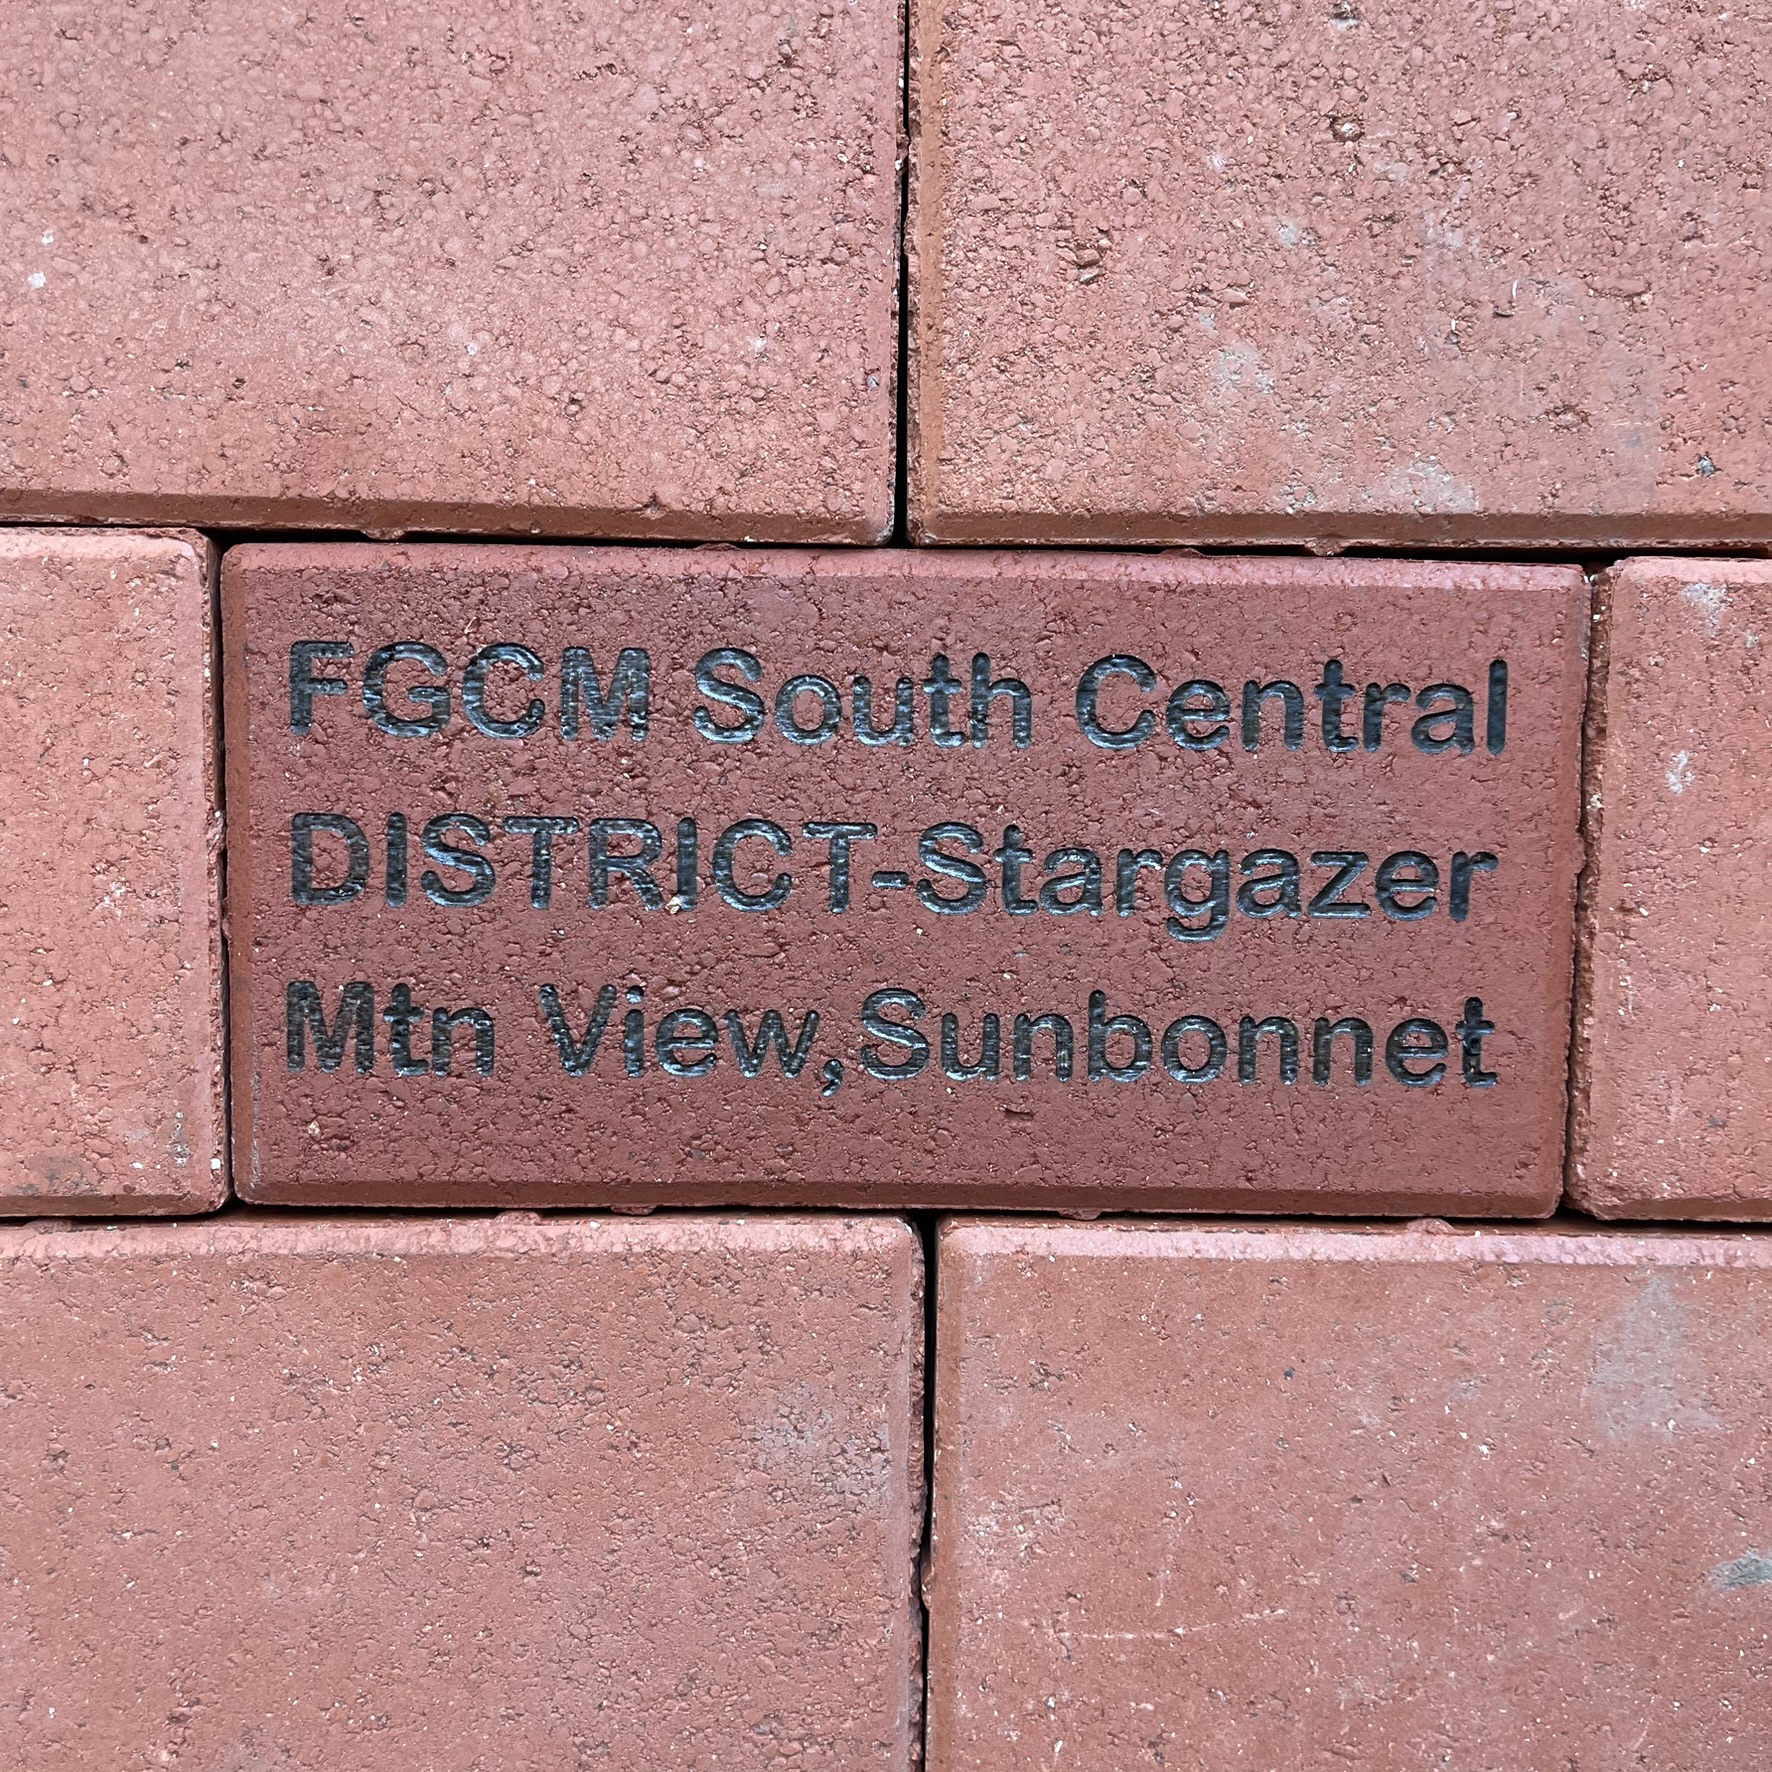 FGCM South Central
DISTRICT-Stargazer
Mtn View,Sunbonnet